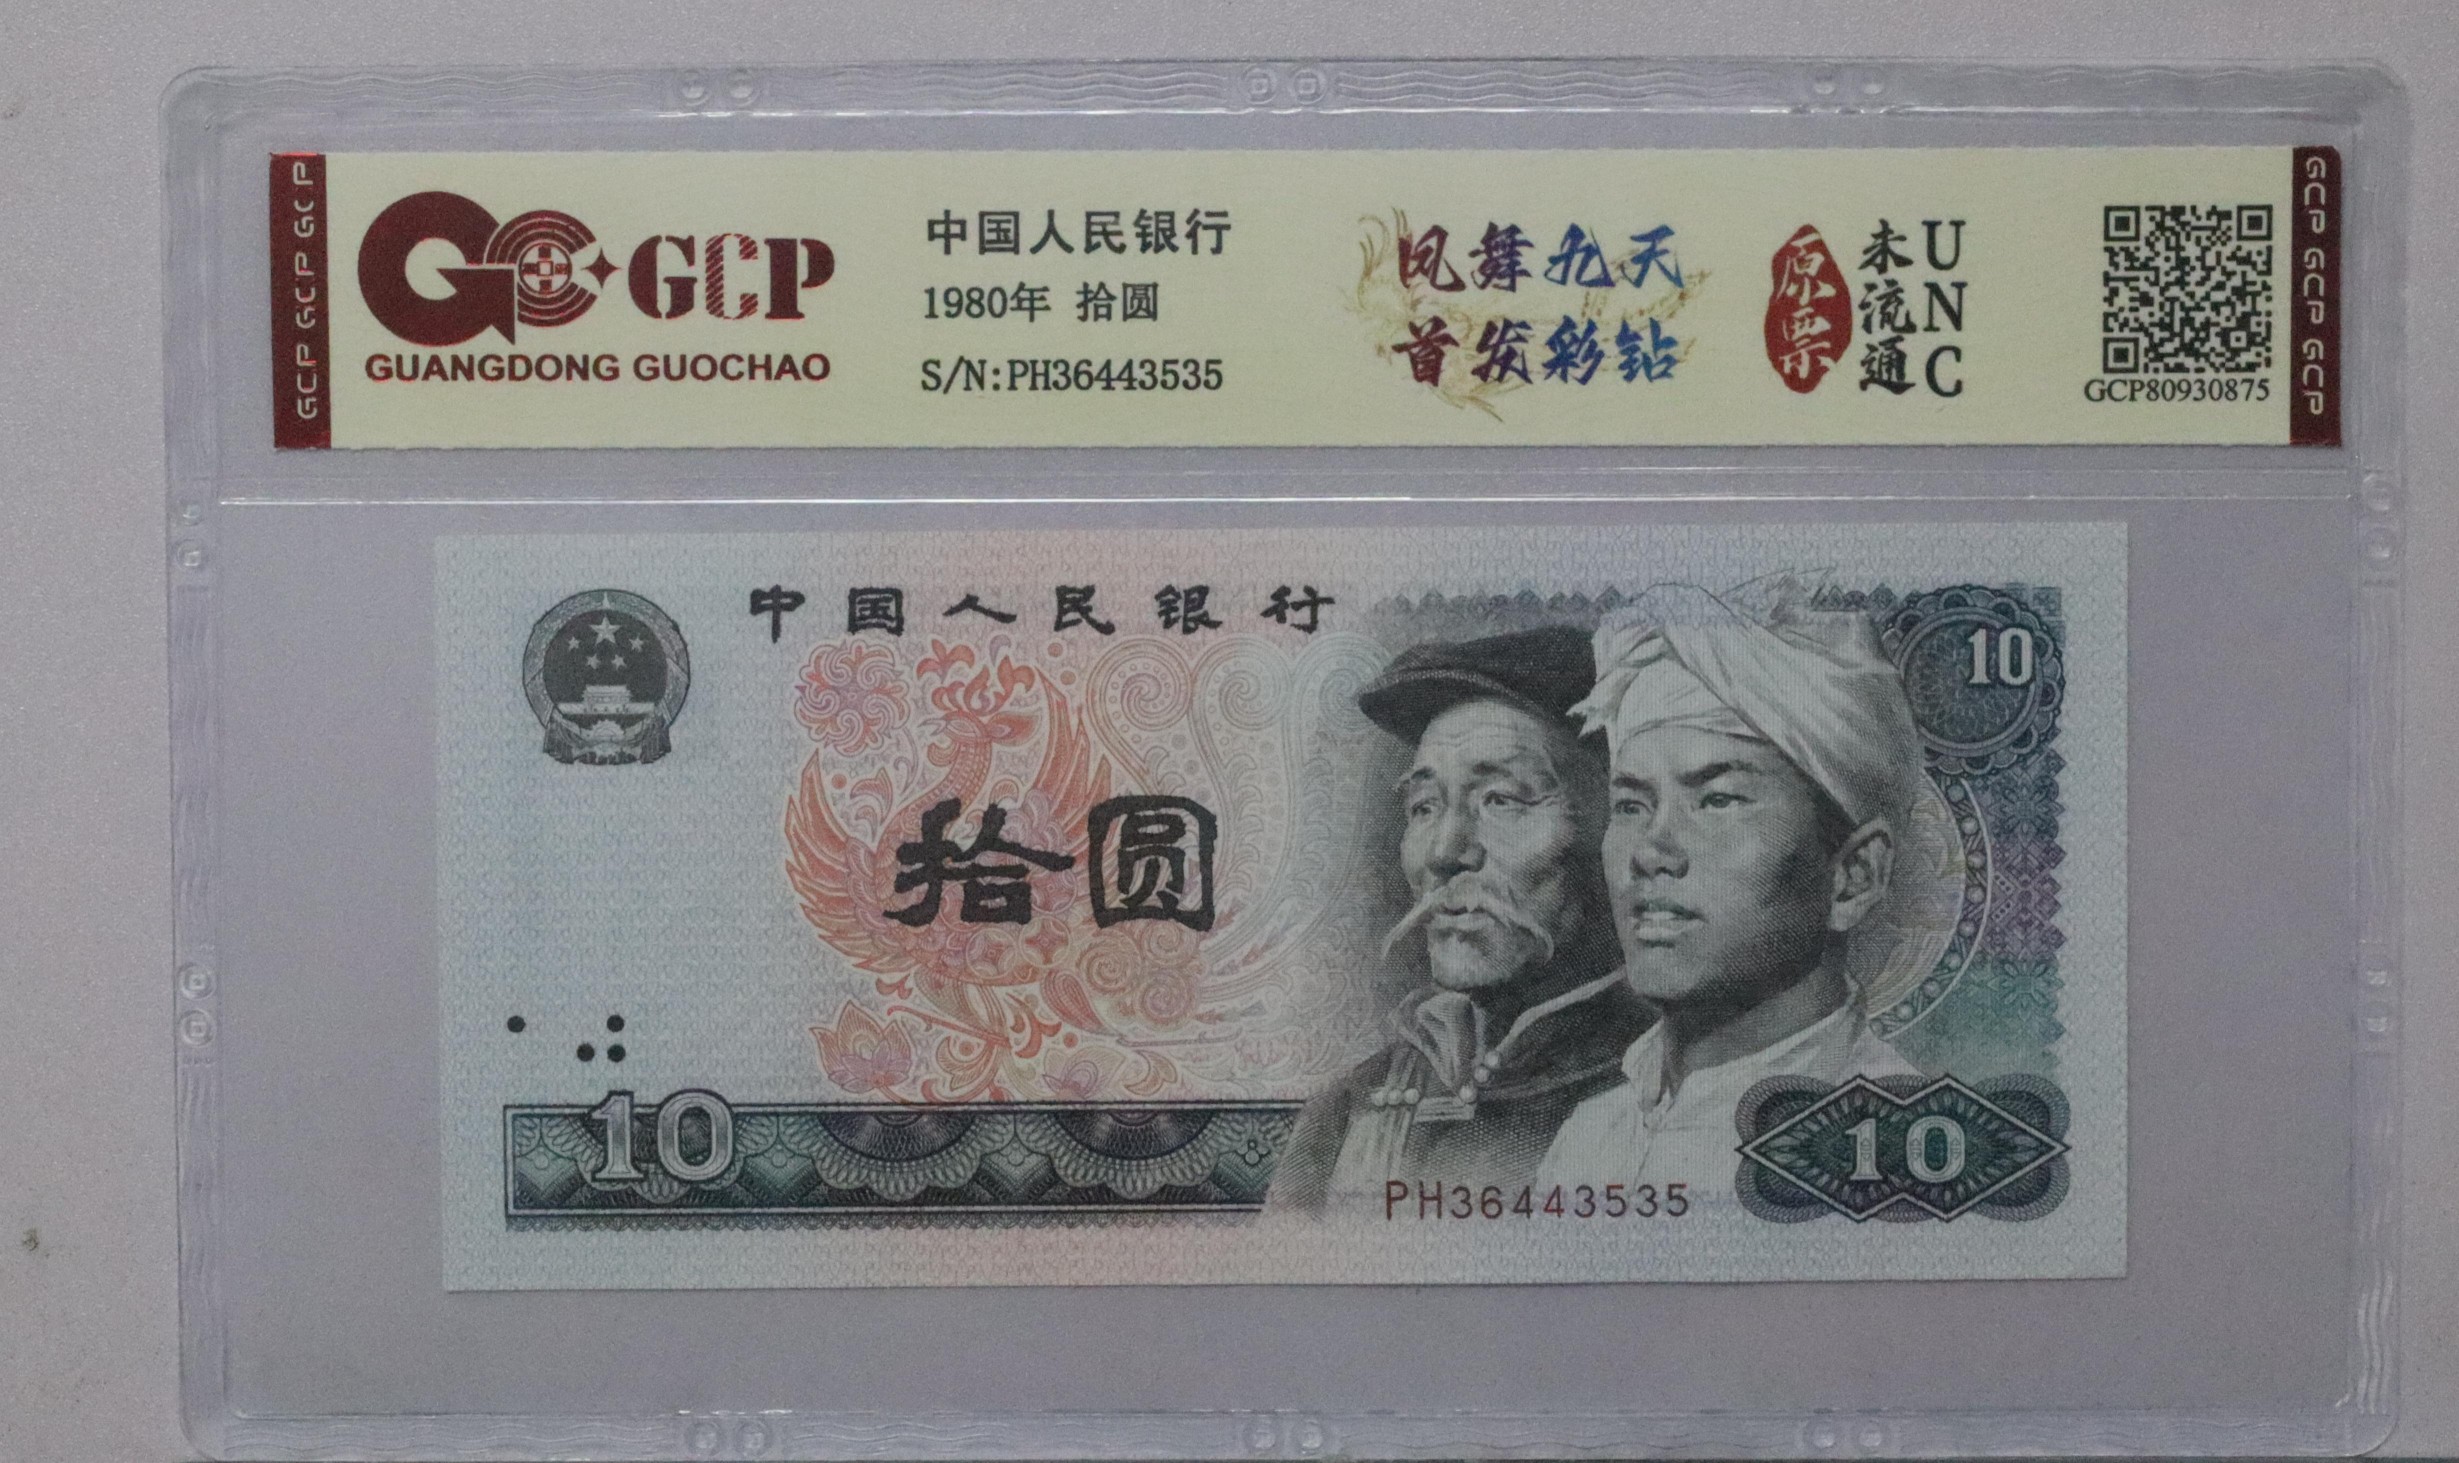 GCP GCP GCP
GCP
GUANGDONG GUOCHAO
中国人民银行
1980年 拾圆
S/N:PH36443535
凤舞九天
首发彩钻
原票
未流通
UNC
GCP80930875
GCP GCP GCP
中国人民银行
10
拾圆
10
10
PH36443535